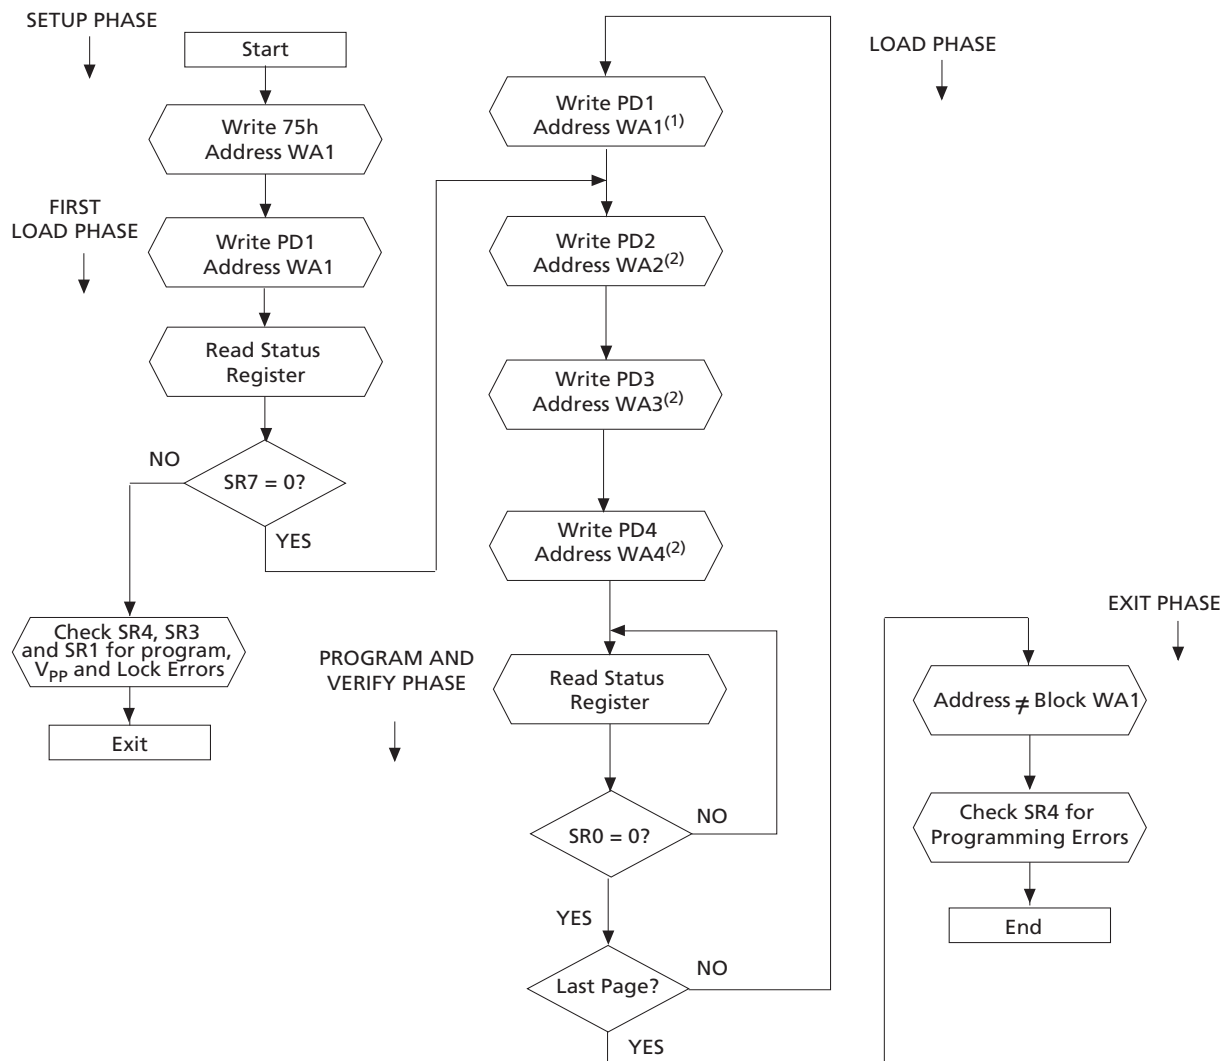 SETUP PHASE
Start
Write 75h
Address WA1
FIRST
LOAD PHASE
Write PD1
Address WA1
Read Status
Register
NO
SR7 = 0?
YES
Check SR4, SR3
and SR1 for program,
VPP and Lock Errors
Exit
LOAD PHASE
Write PD1
Address WA1(1)
Write PD2
Address WA2(2)
Write PD3
Address WA3(2)
Write PD4
Address WA4(2)
PROGRAM AND
VERIFY PHASE
Read Status
Register
SR0 = 0?
NO
YES
Last Page?
NO
YES
EXIT PHASE
Address ≠ Block WA1
Check SR4 for
Programming Errors
End